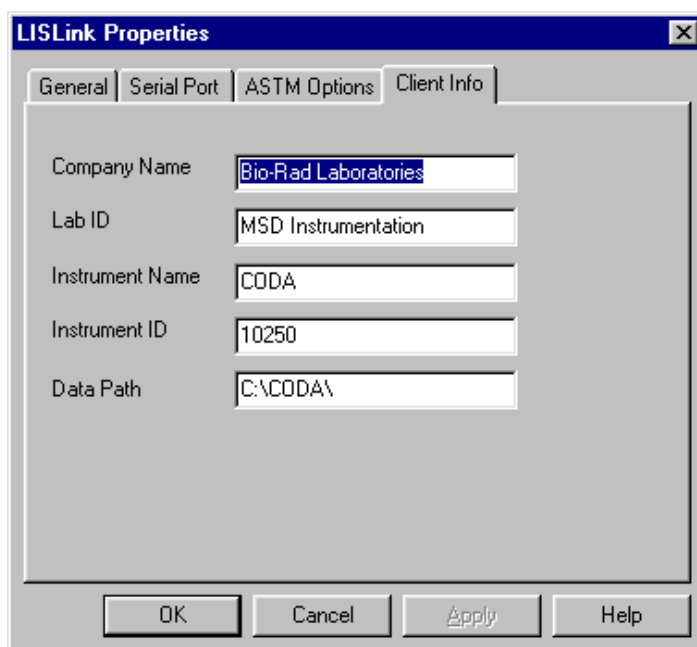 LISLink Properties
General Serial Port ASTM Options Client Info
Company Name Bio-Rad Laboratories
Lab ID MSD Instrumentation
Instrument Name CODA
Instrument ID 10250
Data Path C:\CODA\
OK Cancel Apply Help